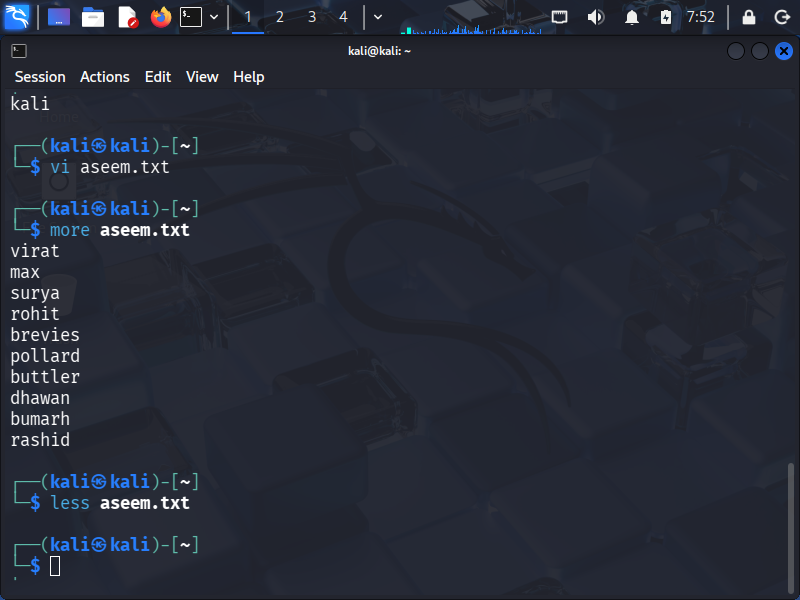 1 2 3 4 7:52
kali@kali: ~
Session Actions Edit View Help
kali
┌──(kali㉿kali)-[~]
└─$ vi aseem.txt
┌──(kali㉿kali)-[~]
└─$ more aseem.txt
virat
max
surya
rohit
brevies
pollard
buttler
dhawan
bumarh
rashid
┌──(kali㉿kali)-[~]
└─$ less aseem.txt
┌──(kali㉿kali)-[~]
└─$